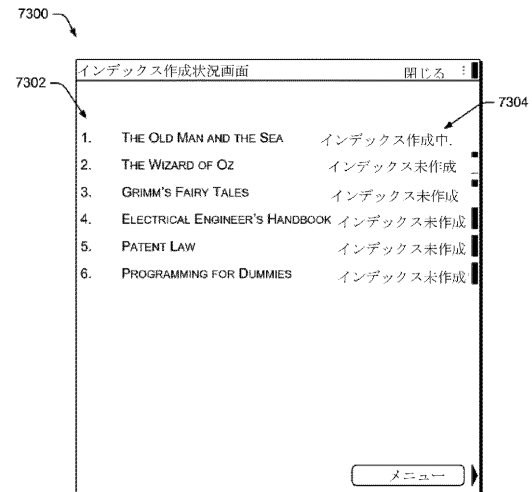 7300
インデックス作成状況画面 閉じる
7302
7304
1. THE OLD MAN AND THE SEA インデックス作成中.
2. THE WIZARD OF OZ インデックス未作成
3. GRIMM'S FAIRY TALES インデックス未作成
4. ELECTRICAL ENGINEER'S HANDBOOK インデックス未作成
5. PATENT LAW インデックス未作成
6. PROGRAMMING FOR DUMMIES インデックス未作成
メニュー